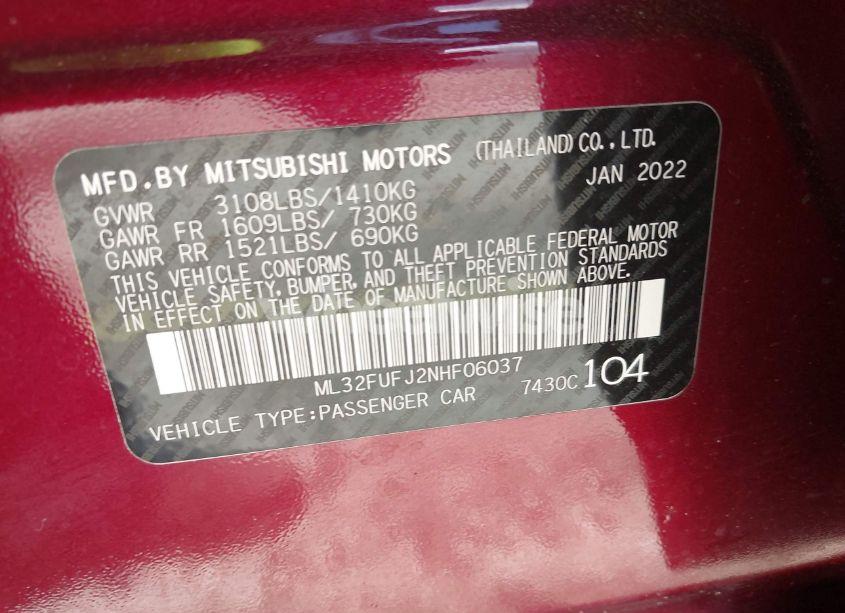 MFD.BY MITSUBISHI MOTORS (THAILAND)CO.,LTD.
JAN 2022
GVWR 3108LBS/1410KG
GAWR FR 1609LBS/ 730KG
GAWR RR 1521LBS/ 690KG
THIS VEHICLE CONFORMS TO ALL APPLICABLE FEDERAL MOTOR
VEHICLE SAFETY, BUMPER, AND THEFT PREVENTION STANDARDS
IN EFFECT ON THE DATE OF MANUFACTURE SHOWN ABOVE.
ML32FUFJ2NHF06037
7430C 104
VEHICLE TYPE:PASSENGER CAR